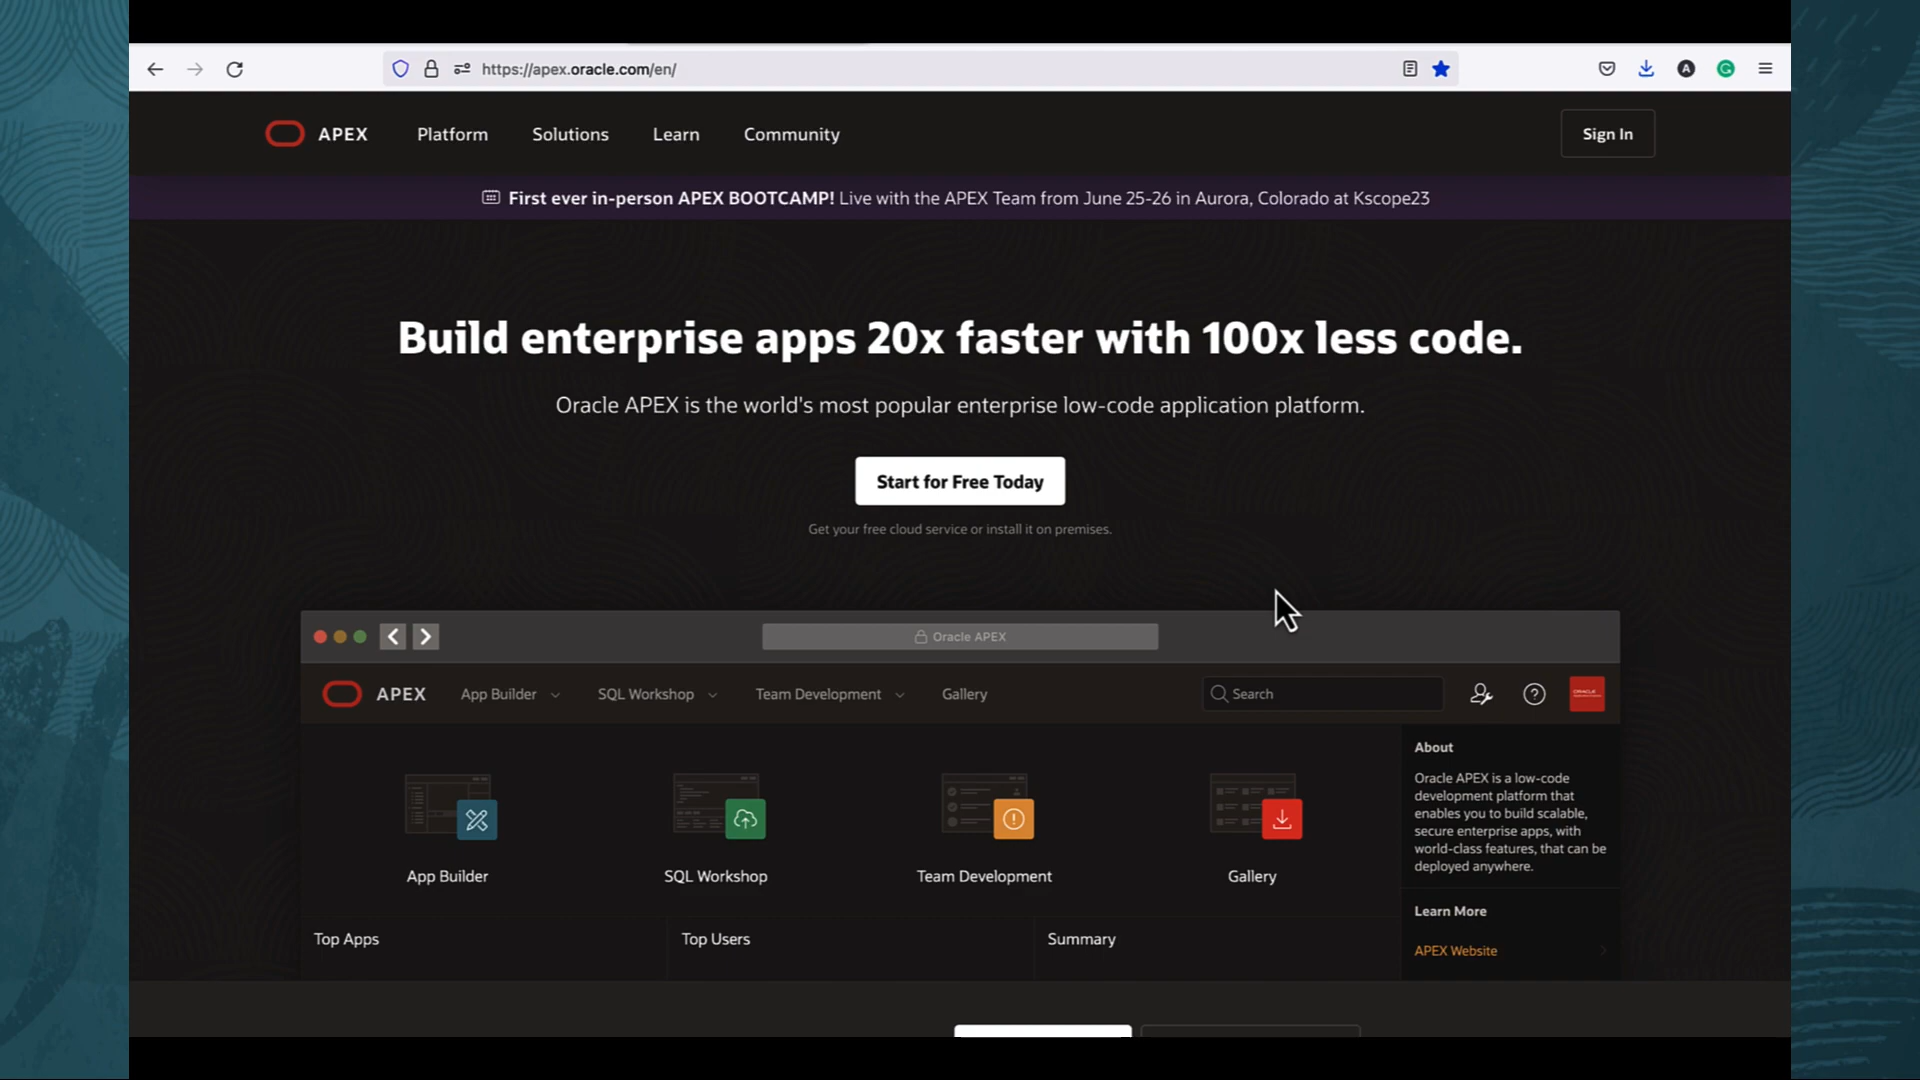 https://apex.oracle.com/en/
A
G
APEX
Platform
Solutions
Learn
Community
Sign In
First ever in-person APEX BOOTCAMP! Live with the APEX Team from June 25-26 in Aurora, Colorado at Kscope23
Build enterprise apps 20x faster with 100x less code.
Oracle APEX is the world's most popular enterprise low-code application platform.
Start for Free Today
Get your free cloud service or install it on premises.
Oracle APEX
APEX
App Builder
SQL Workshop
Team Development
Gallery
Search
ORACLE
App Builder
SQL Workshop
Team Development
Gallery
About
Oracle APEX is a low-code
development platform that
enables you to build scalable,
secure enterprise apps, with
world-class features, that can be
deployed anywhere.
Learn More
APEX Website
Top Apps
Top Users
Summary